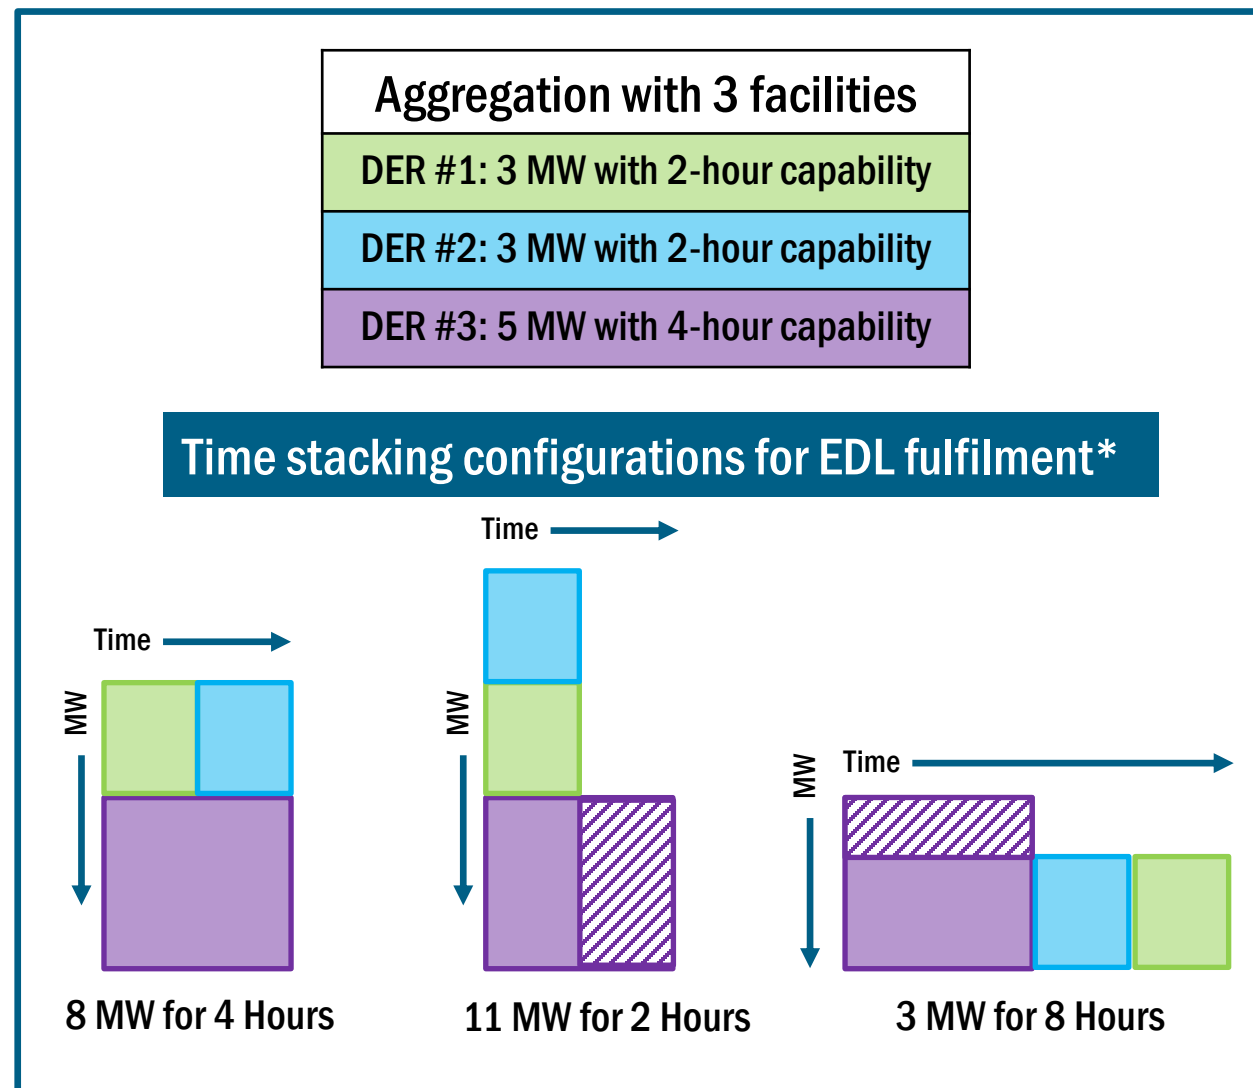 Aggregation with 3 facilities
DER #1: 3 MW with 2-hour capability
DER #2: 3 MW with 2-hour capability
DER #3: 5 MW with 4-hour capability
Time stacking configurations for EDL fulfilment*
Time
MW
8 MW for 4 Hours
Time
MW
11 MW for 2 Hours
Time
MW
3 MW for 8 Hours